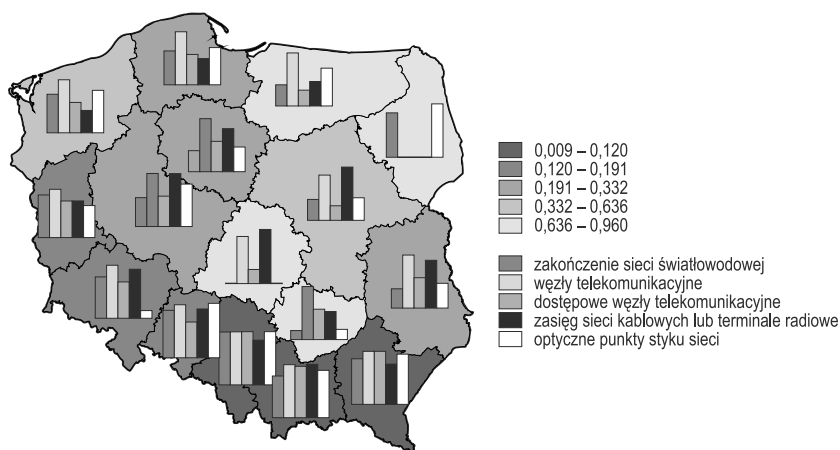 0,009 – 0,120
0,120 – 0,191
0,191 – 0,332
0,332 – 0,636
0,636 – 0,960
zakończenie sieci światłowodowej
węzły telekomunikacyjne
dostępowe węzły telekomunikacyjne
zasięg sieci kablowych lub terminale radiowe
optyczne punkty styku sieci